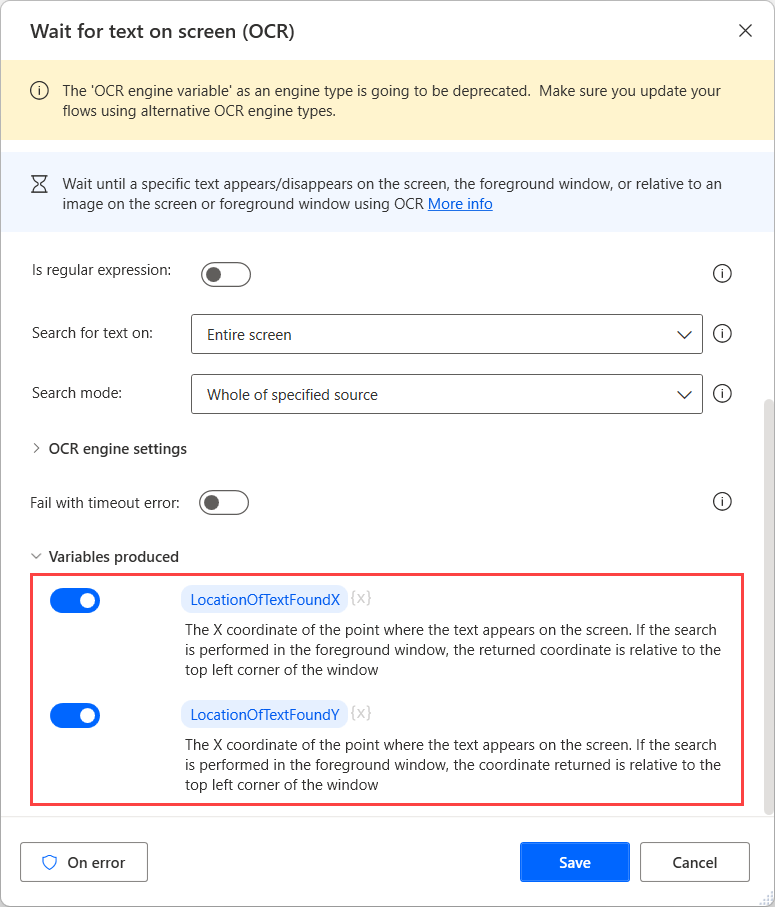 Wait for text on screen (OCR)
The 'OCR engine variable' as an engine type is going to be deprecated.  Make sure you update your
flows using alternative OCR engine types.
Wait until a specific text appears/disappears on the screen, the foreground window, or relative to an
image on the screen or foreground window using OCR More info
Is regular expression:
Search for text on:
Entire screen
Search mode:
Whole of specified source
OCR engine settings
Fail with timeout error:
Variables produced
LocationOfTextFoundX {x}
The X coordinate of the point where the text appears on the screen. If the search
is performed in the foreground window, the returned coordinate is relative to the
top left corner of the window
LocationOfTextFoundY {x}
The X coordinate of the point where the text appears on the screen. If the search
is performed in the foreground window, the coordinate returned is relative to the
top left corner of the window
On error
Save
Cancel